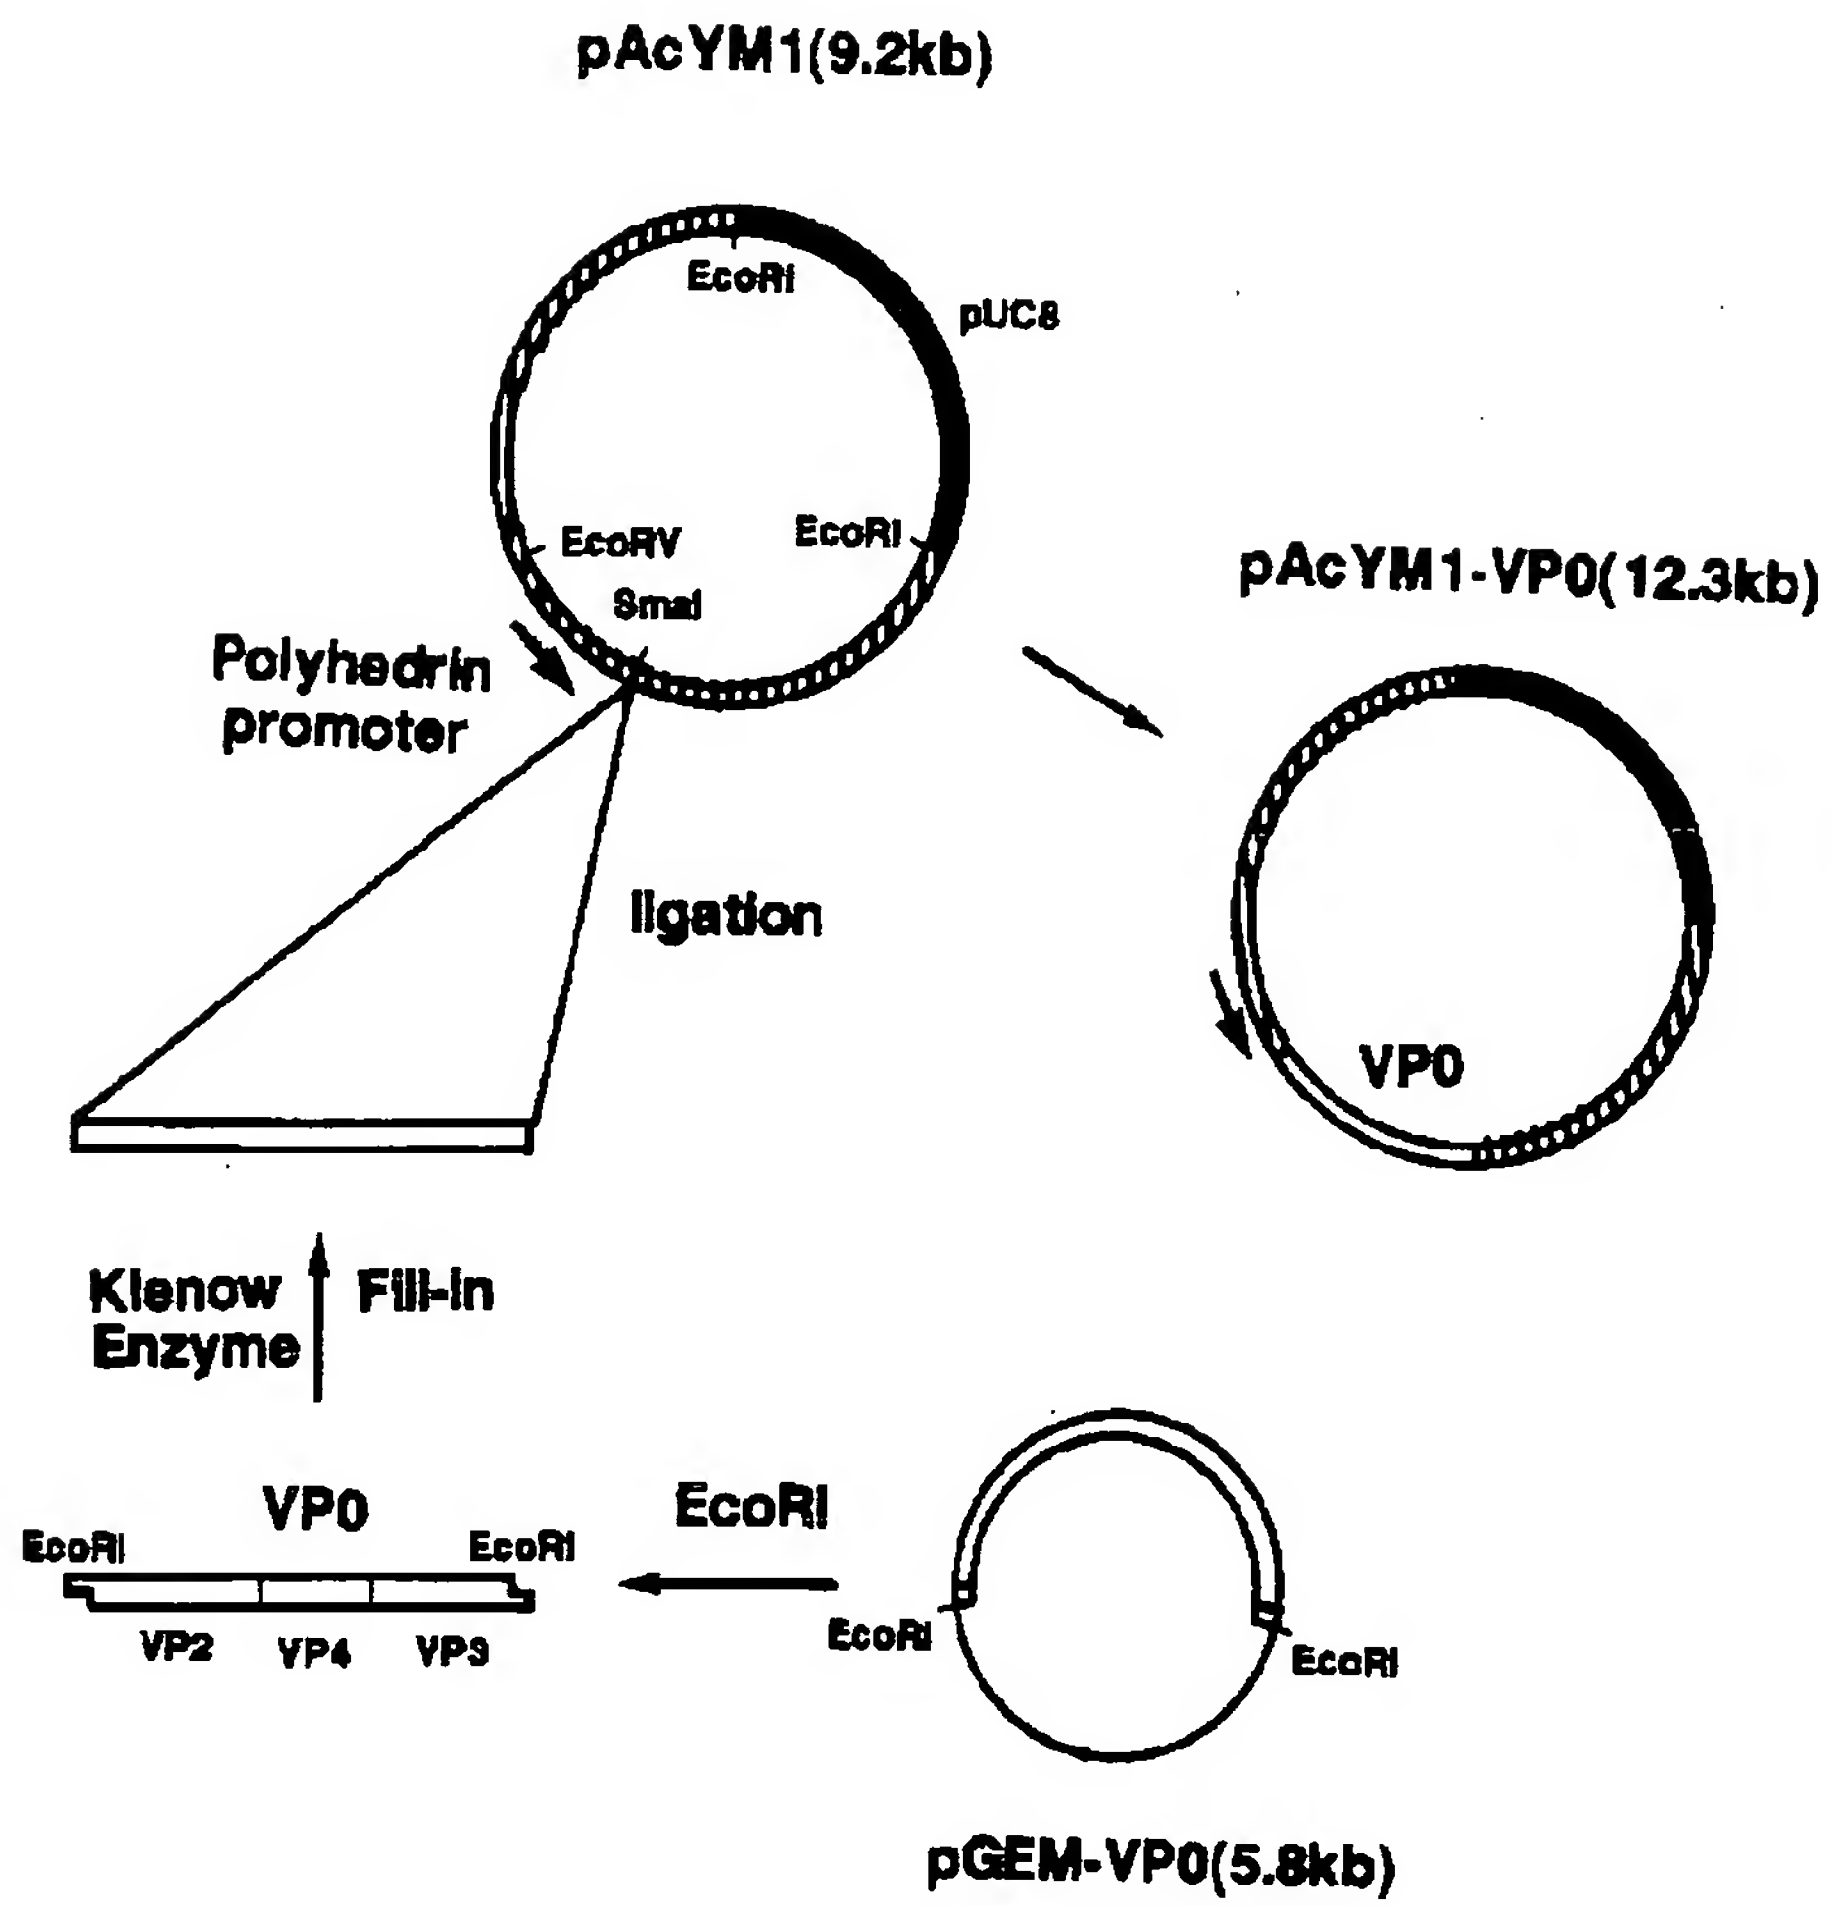 pAcYM1(9.2kb)
EcoRI
pUC8
EcoRV
EcoRI
SmaI
Polyhedrin
promoter
pAcYM1-VP0(12.3kb)
ligation
VP0
Klenow
Enzyme
Fill-in
VP0
EcoRI
EcoRI
VP2
VP4
VP3
EcoRI
EcoRI
EcoRI
pGEM-VP0(5.8kb)